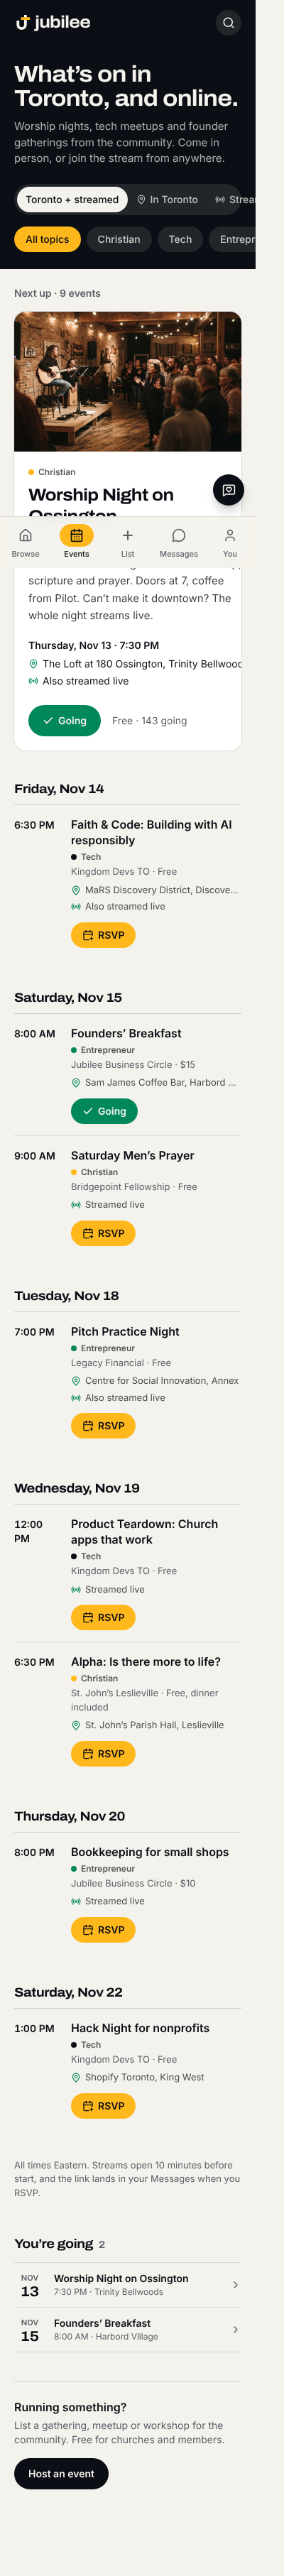 jubilee
What's on in
Toronto, and online.
Worship nights, tech meetups and founder
gatherings from the community. Come in
person, or join the stream from anywhere.
Toronto + streamed In Toronto
All topics Christian Tech
Next up · 9 events
Christian
Worship Night on
Ossington
Browse Events List Messages You
scripture and prayer. Doors at 7, coffee
from Pilot. Can't make it downtown? The
whole night streams live.
Thursday, Nov 13 · 7:30 PM
The Loft at 180 Ossington, Trinity
Also streamed live
Going Free · 143 going
Friday, Nov 14
6:30 PM Faith & Code: Building with AI
responsibly
Tech
Kingdom Devs TO · Free
MaRS Discovery District, Discove...
Also streamed live
RSVP
Saturday, Nov 15
8:00 AM Founders' Breakfast
Entrepreneur
Jubilee Business Circle · $15
Sam James Coffee Bar, Harbord ...
Going
9:00 AM Saturday Men's Prayer
Christian
Bridgepoint Fellowship · Free
Streamed live
RSVP
Tuesday, Nov 18
7:00 PM Pitch Practice Night
Entrepreneur
Legacy Financial · Free
Centre for Social Innovation, Annex
Also streamed live
RSVP
Wednesday, Nov 19
12:00 PM Product Teardown: Church
apps that work
Tech
Kingdom Devs TO · Free
Streamed live
RSVP
6:30 PM Alpha: Is there more to life?
Christian
St. John's Leslieville · Free, dinner
included
St. John's Parish Hall, Leslieville
RSVP
Thursday, Nov 20
8:00 PM Bookkeeping for small shops
Entrepreneur
Jubilee Business Circle · $10
Streamed live
RSVP
Saturday, Nov 22
1:00 PM Hack Night for nonprofits
Tech
Kingdom Devs TO · Free
Shopify Toronto, King West
RSVP
All times Eastern. Streams open 10 minutes before
start, and the link lands in your Messages when you
RSVP.
You're going 2
NOV 13 Worship Night on Ossington
7:30 PM · Trinity Bellwoods
NOV 15 Founders' Breakfast
8:00 AM · Harbord Village
Running something?
List a gathering, meetup or workshop for the
community. Free for churches and members.
Host an event